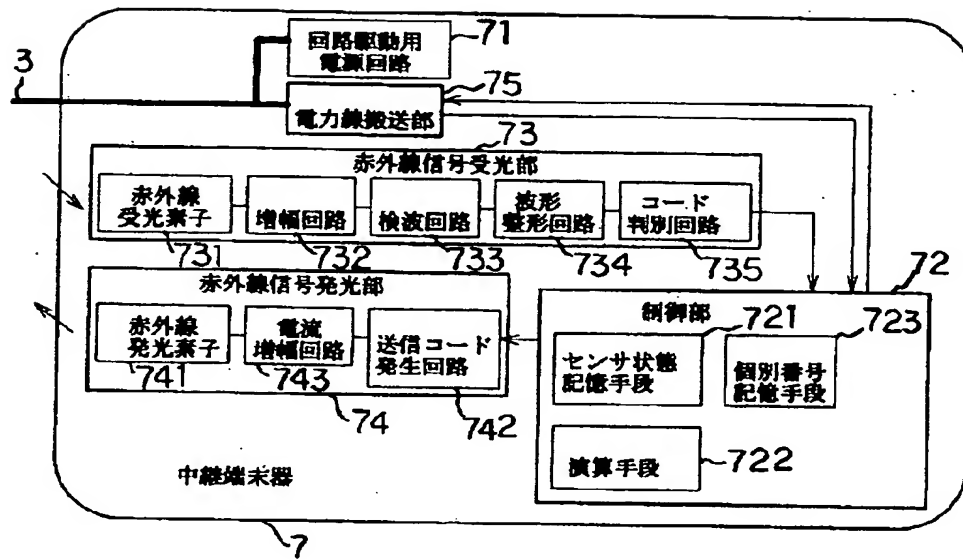 回路駆動用
電源回路
71
3
75
電力線搬送部
73
赤外線信号受光部
赤外線
受光素子
増幅回路
検波回路
波形
整形回路
コード
判別回路
731
732
733
734
735
赤外線信号発光部
赤外線
発光素子
電流
増幅回路
送信コード
発生回路
741
743
742
74
72
制御部
721
723
センサ状態
記憶手段
個別番号
記憶手段
演算手段
722
中継端末器
7